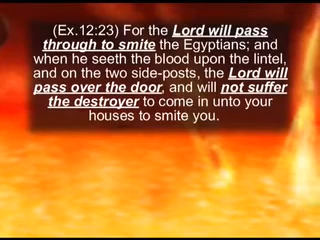 (Ex.12:23) For the Lord will pass
through to smite the Egyptians; and
when he seeth the blood upon the lintel,
and on the two side-posts, the Lord will
pass over the door, and will not suffer
the destroyer to come in unto your
houses to smite you.